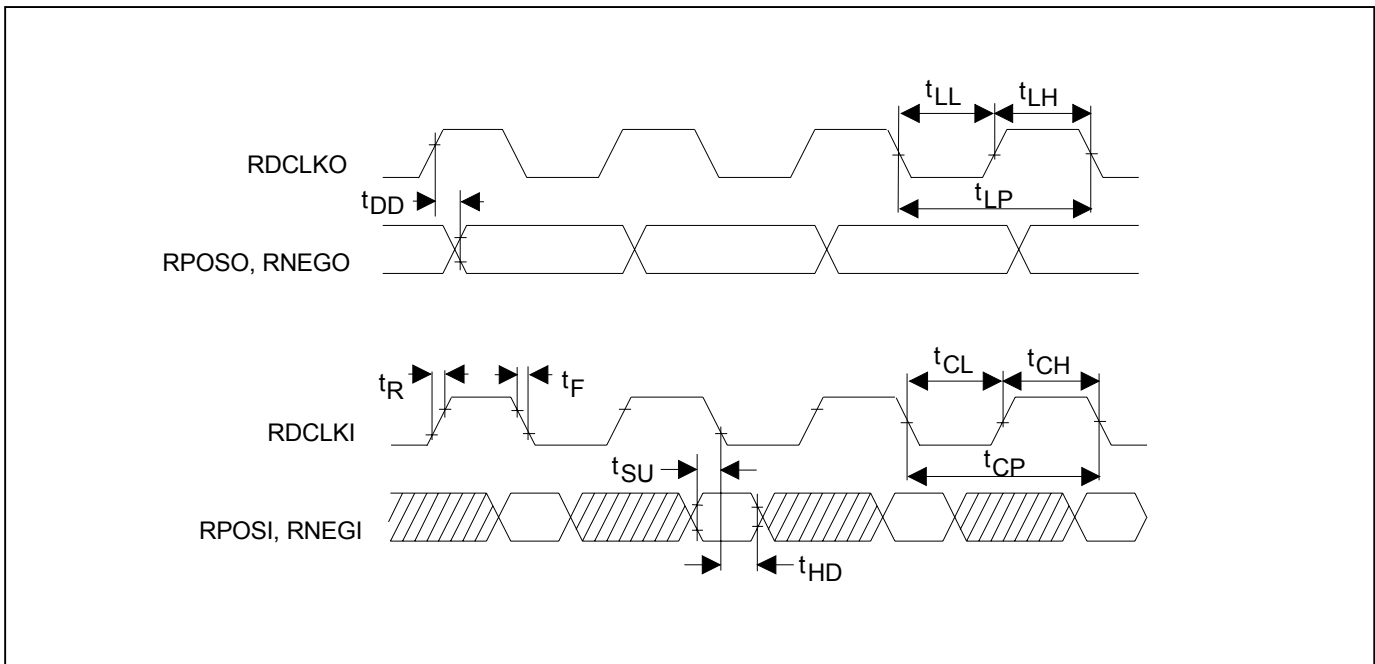 tLL
tLH
RDCLKO
tLP
tDD
RPOSO, RNEGO
tCL
tCH
tR
tF
RDCLKI
tCP
tSU
RPOSI, RNEGI
tHD